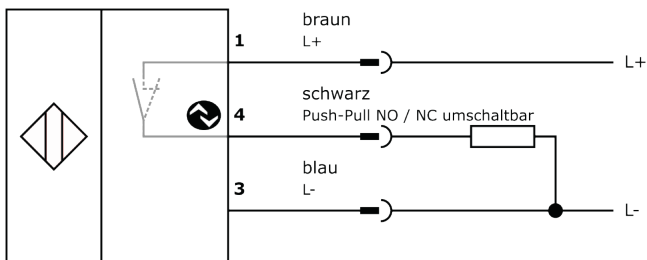 braun
1
L+
L+
schwarz
4
Push-Pull NO / NC umschaltbar
blau
3
L-
L-